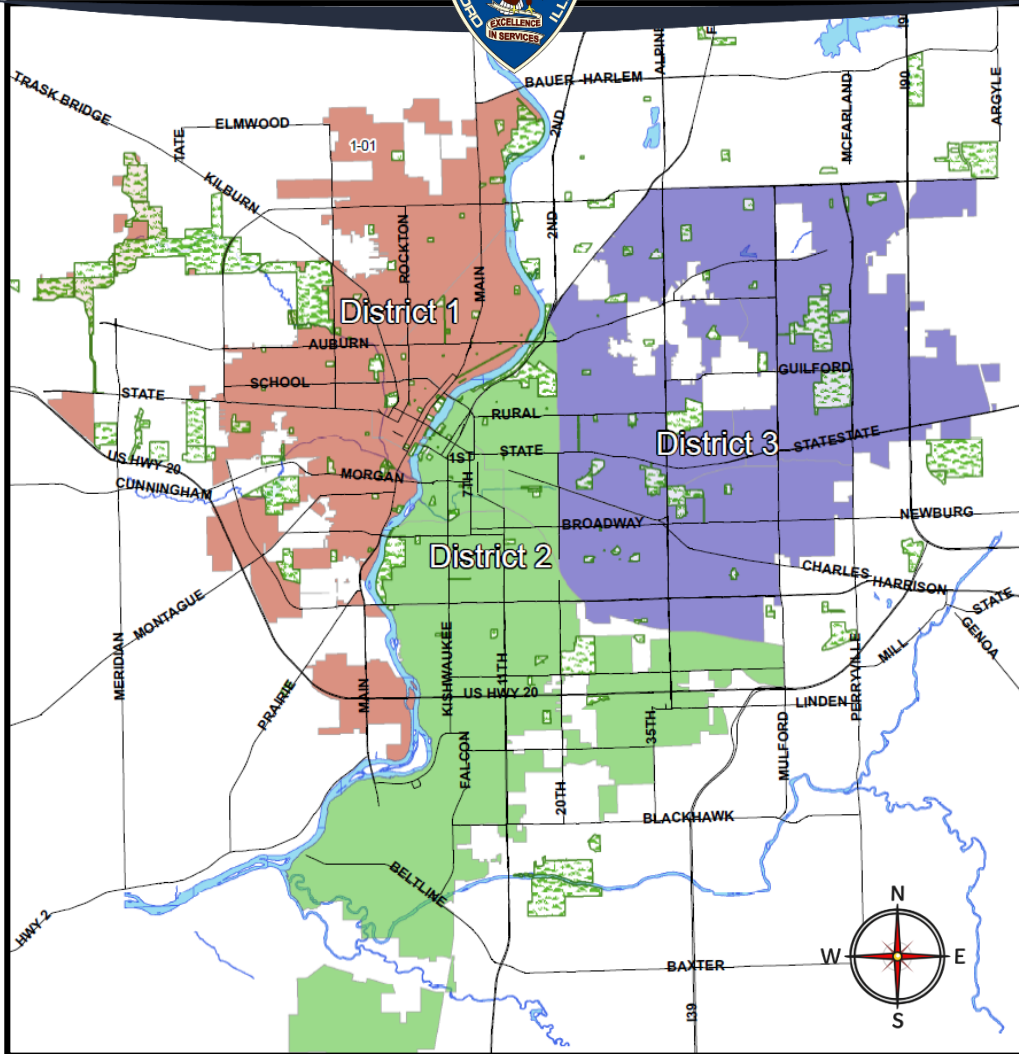 EXCELLENCE
IN SERVICES
ALPINE
I90
BAUER HARLEM
TRASK BRIDGE
ARGYLE
MCFARLAND
I90
2ND
ELMWOOD
TATE
1-01
KILBURN
ROCKTON
2ND
MAIN
District 1
AUBURN
GUILFORD
SCHOOL
STATE
RURAL
District 3
STATESTATE
STATE
1ST
US HWY 20
MORGAN
CUNNINGHAM
7TH
BROADWAY
NEWBURG
District 2
CHARLES
HARRISON
MONTAGUE
STATE
GENOA
MERIDIAN
KISHWAUKEE
11TH
MILL
PERRYVILLE
PRAIRIE
MAIN
US HWY 20
LINDEN
35TH
MULFORD
FALCON
20TH
BLACKHAWK
BELTLINE
HWY 2
N
W
E
S
BAXTER
I39